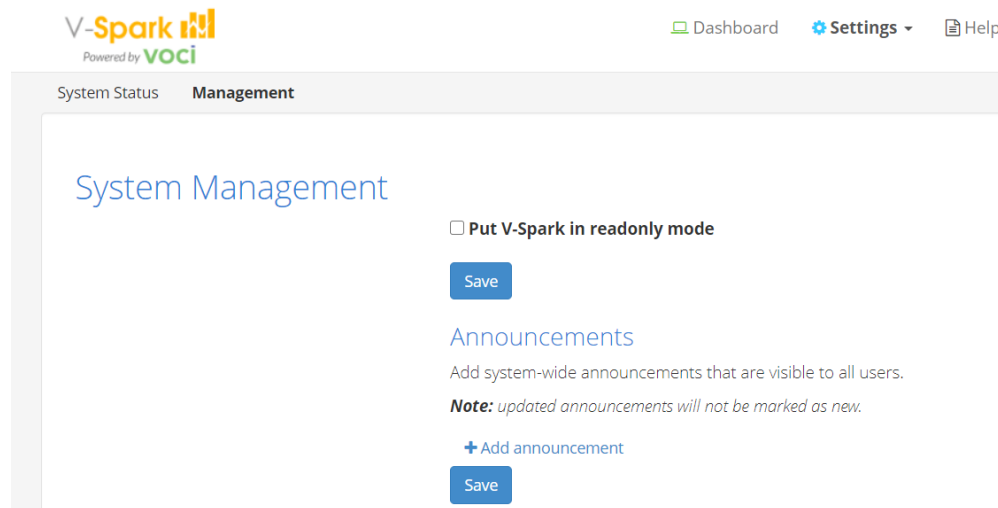 V-Spark
Powered by voci
Dashboard Settings Help
System Status Management
System Management
Put V-Spark in readonly mode
Save
Announcements
Add system-wide announcements that are visible to all users.
Note: updated announcements will not be marked as new.
+ Add announcement
Save